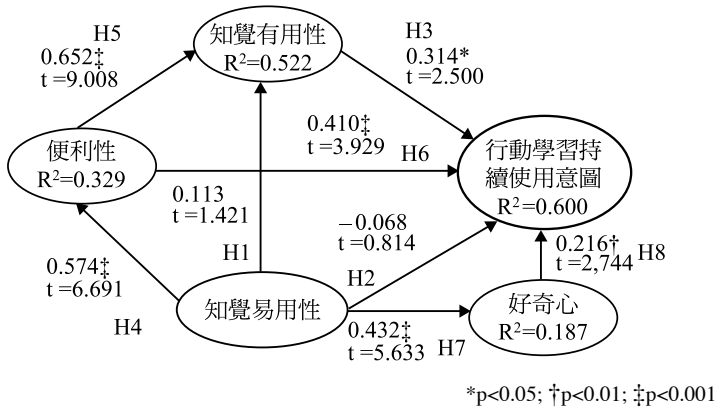 H5
0.652‡
t =9.008
知覺有用性
R²=0.522
H3
0.314*
t =2.500
便利性
R²=0.329
0.410‡
t =3.929
H6
行動學習持
續使用意圖
R²=0.600
0.113
t =1.421
H1
−0.068
t =0.814
H2
0.216†
t =2,744
H8
0.574‡
t =6.691
H4
知覺易用性
0.432‡
t =5.633
H7
好奇心
R²=0.187
*p<0.05; †p<0.01; ‡p<0.001